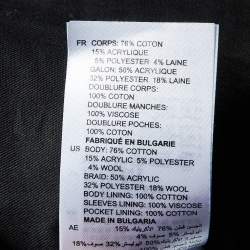 FR CORPS: 76% COTON
15% ACRYLIQUE
5% POLYESTER 4% LAINE
GALON: 50% ACRYLIQUE
32% POLYESTER 18% LAINE
DOUBLURE CORPS:
100% COTON
DOUBLURE MANCHES:
100% VISCOSE
DOUBLURE POCHES:
100% COTON
FABRIQUÉ EN BULGARIE
US BODY: 76% COTTON
15% ACRYLIC 5% POLYESTER
4% WOOL
BRAID: 50% ACRYLIC
32% POLYESTER 18% WOOL
BODY LINING: 100% COTTON
SLEEVES LINING: 100% VISCOSE
POCKET LINING: 100% COTTON
MADE IN BULGARIA
AE